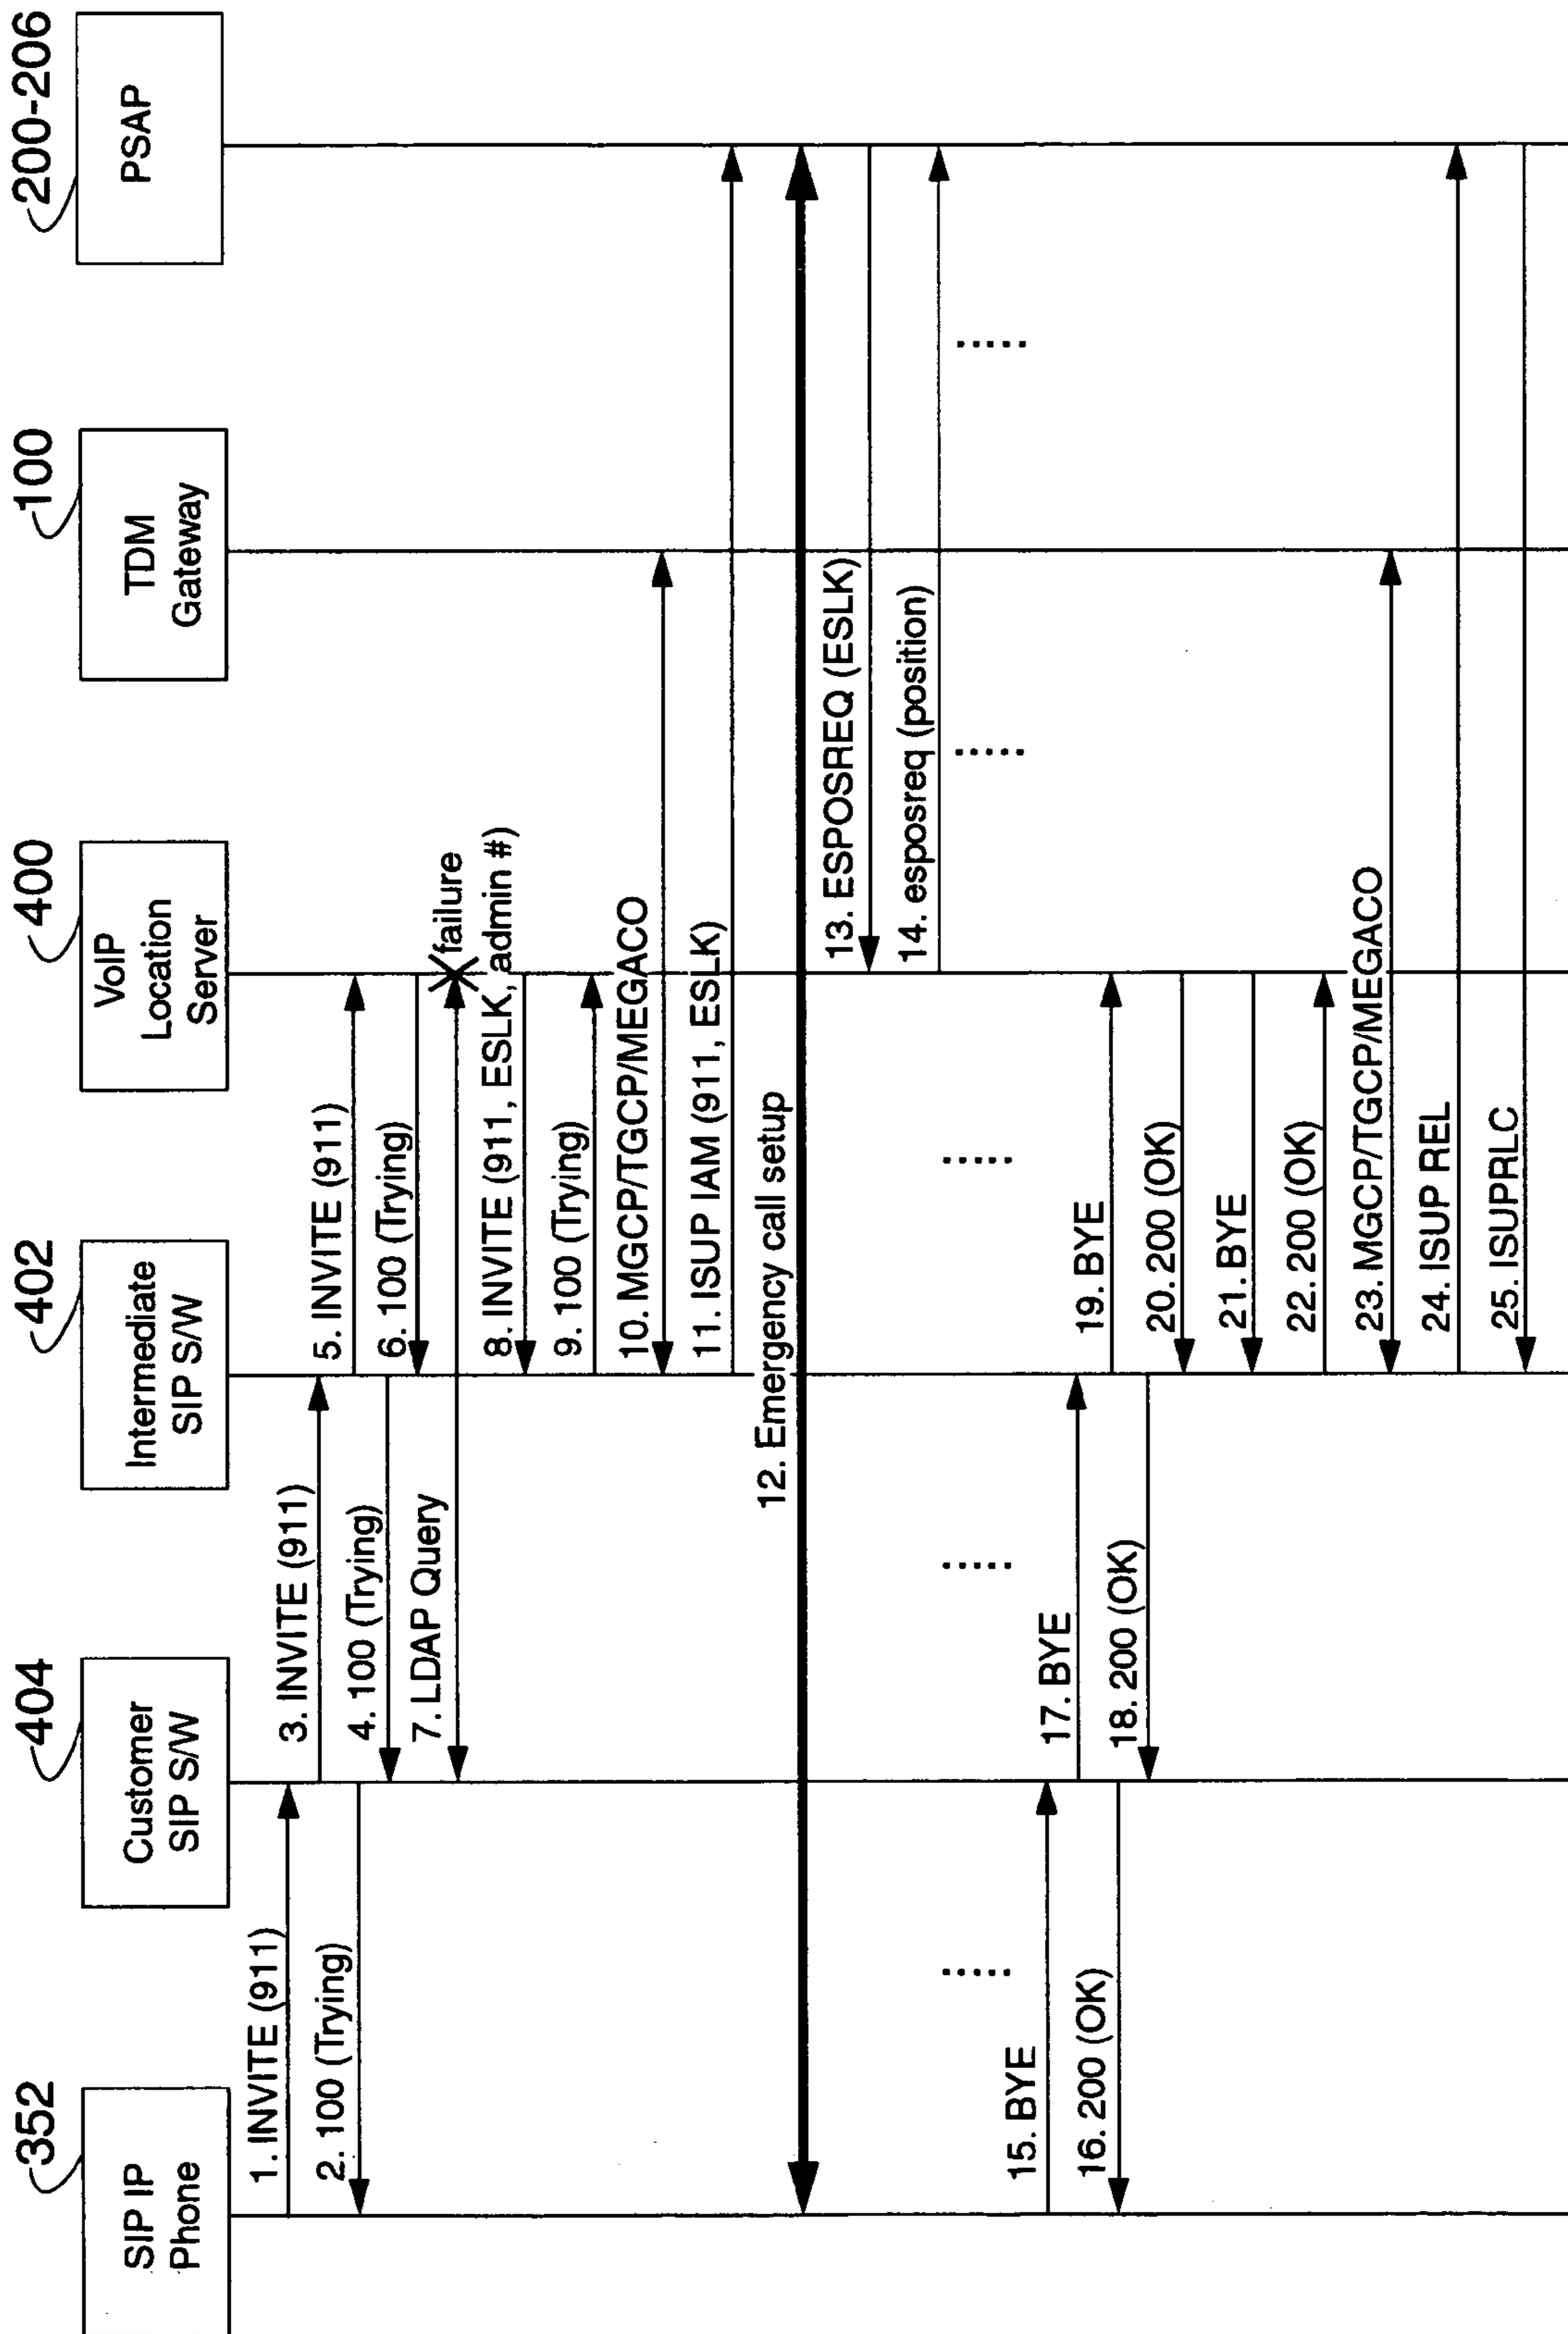 352
404
402
400
100
200-206
SIP IP
Phone
Customer
SIP S/W
Intermediate
SIP S/W
VoIP
Location
Server
TDM
Gateway
PSAP
1. INVITE (911)
2. 100 (Trying)
3. INVITE (911)
4. 100 (Trying)
5. INVITE (911)
6. 100 (Trying)
7. LDAP Query
failure
8. INVITE (911, ESLK, admin #)
9. 100 (Trying)
10. MGCP/TGCP/MEGACO
11. ISUP IAM (911, ESLK)
12. Emergency call setup
13. ESPOSREQ (ESLK)
14. esposreq (position)
.....
.....
.....
.....
.....
15. BYE
16. 200 (OK)
17. BYE
18. 200 (OK)
19. BYE
20. 200 (OK)
21. BYE
22. 200 (OK)
23. MGCP/TGCP/MEGACO
24. ISUP REL
25. ISUPRLC